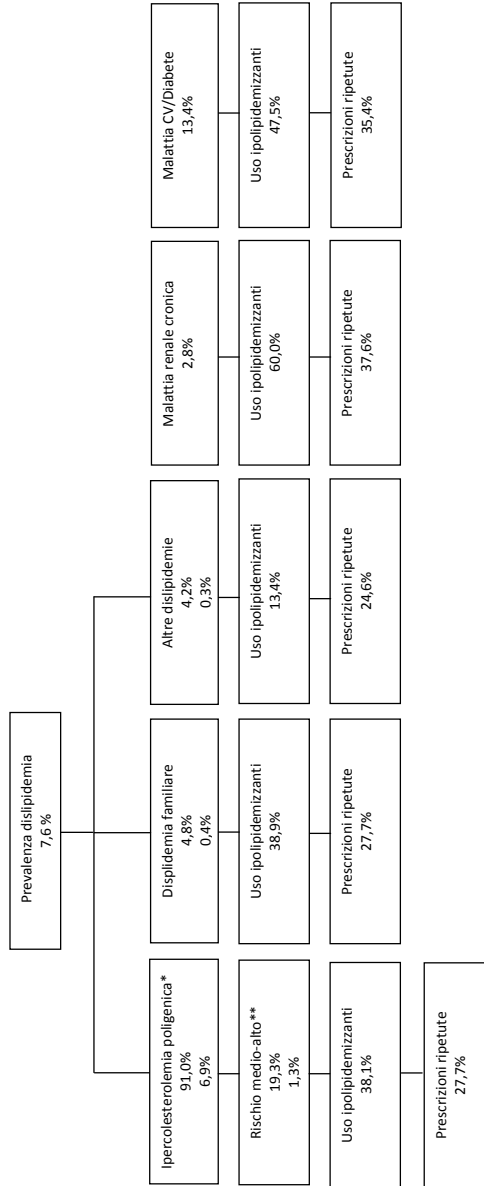 Prevalenza dislipidemia
7,6 %
Ipercolesterolemia poligenica*
91,0%
6,9%
Displidemia familiare
4,8%
0,4%
Altre dislipidemie
4,2%
0,3%
Malattia renale cronica
2,8%
Malattia CV/Diabete
13,4%
Rischio medio-alto**
19,3%
1,3%
Uso ipolipidemizzanti
38,9%
Uso ipolipidemizzanti
13,4%
Uso ipolipidemizzanti
60,0%
Uso ipolipidemizzanti
47,5%
Uso ipolipidemizzanti
38,1%
Prescrizioni ripetute
27,7%
Prescrizioni ripetute
24,6%
Prescrizioni ripetute
37,6%
Prescrizioni ripetute
35,4%
Prescrizioni ripetute
27,7%